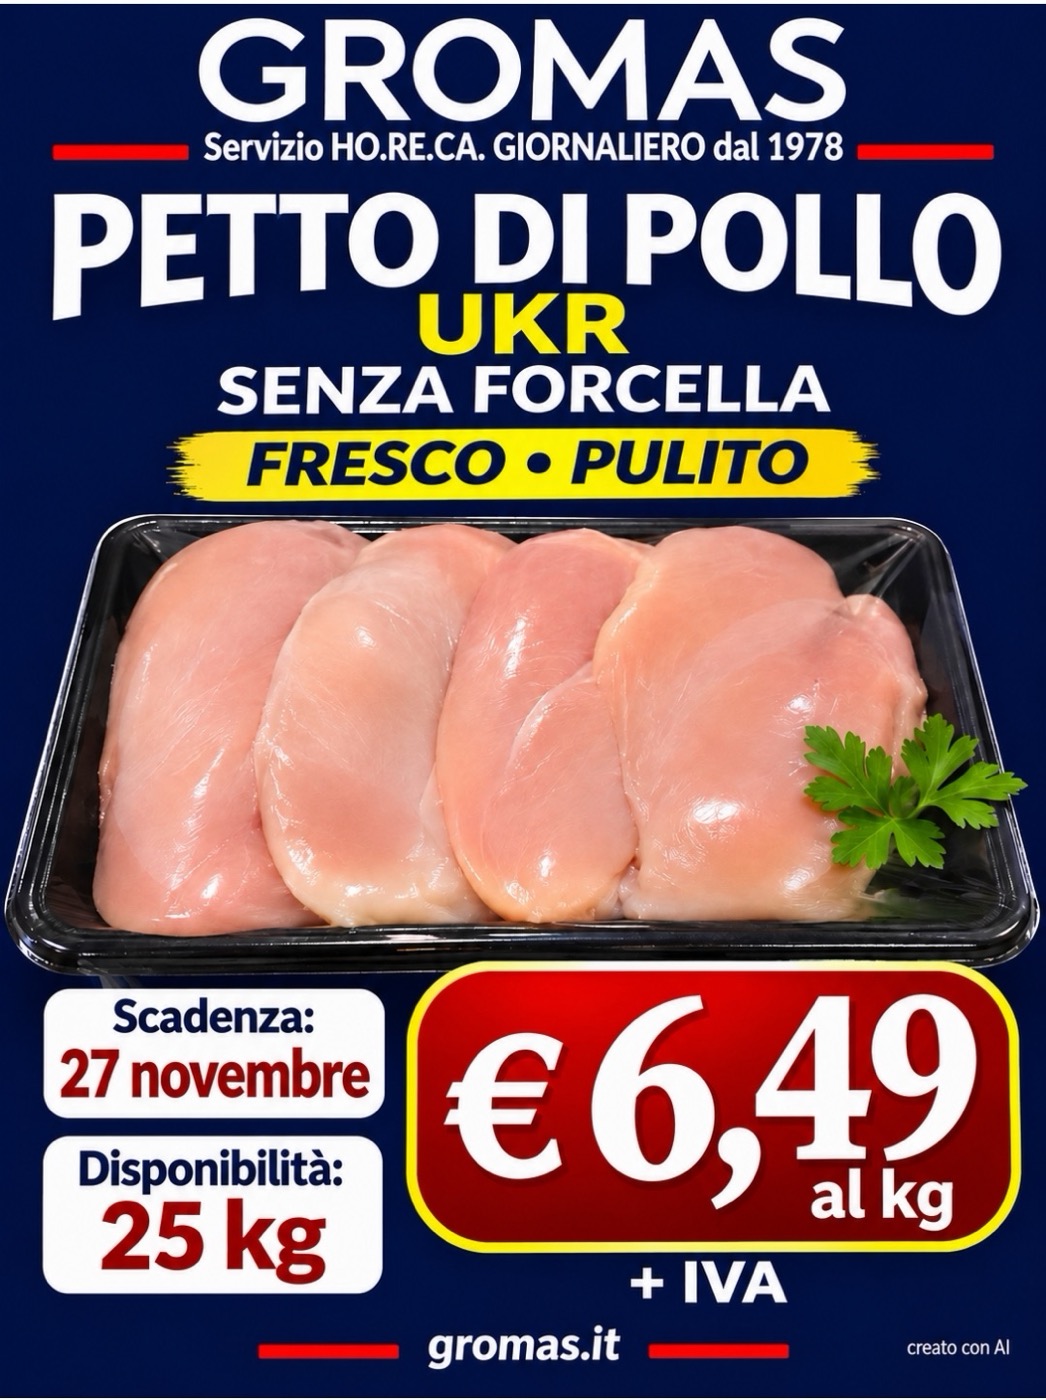 GROMAS
Servizio HO.RE.CA. GIORNALIERO dal 1978
PETTO DI POLLO
UKR
SENZA FORCELLA
FRESCO • PULITO
Scadenza:
27 novembre
Disponibilità:
25 kg
€ 6,49
al kg
+ IVA
gromas.it
creato con AI